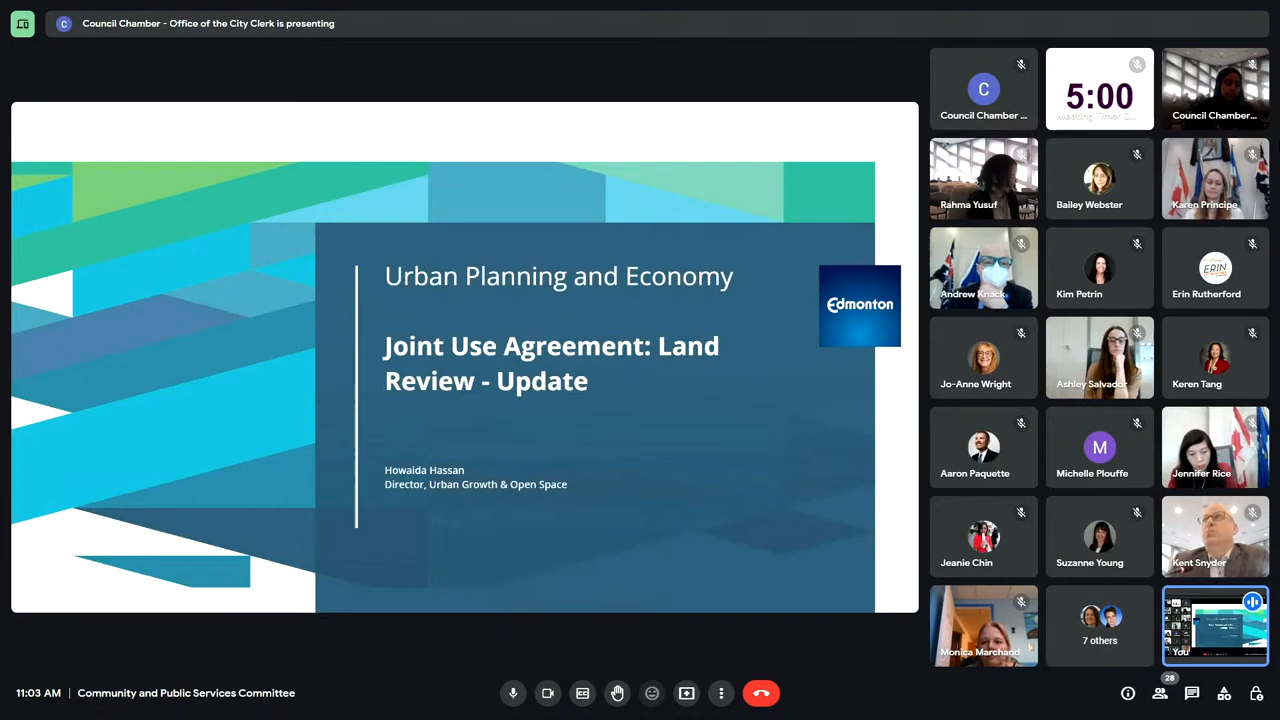 C
Council Chamber - Office of the City Clerk is presenting
Urban Planning and Economy
Edmonton
Joint Use Agreement: Land
Review - Update
Howaida Hassan
Director, Urban Growth & Open Space
C
Council Chamber ...
5:00
Meeting Timer C...
Council Chamber...
Rahma Yusuf
Bailey Webster
Karen Principe
Andrew Knack
Kim Petrin
ERIN
Erin Rutherford
Jo-Anne Wright
Ashley Salvador
Keren Tang
Aaron Paquette
M
Michelle Plouffe
Jennifer Rice
Jeanie Chin
Suzanne Young
Kent Snyder
Monica Marchand
7 others
You
11:03 AM | Community and Public Services Committee
28